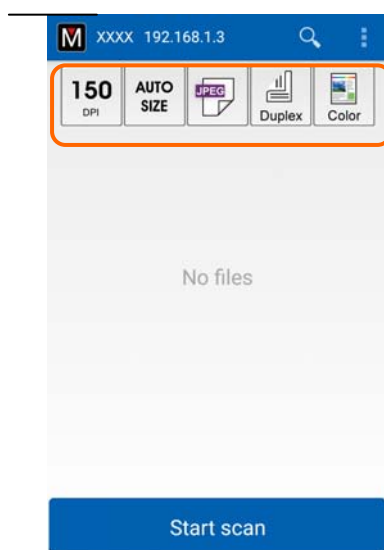 M XXXX 192.168.1.3
150 DPI
AUTO SIZE
JPEG
Duplex
Color
No files
Start scan